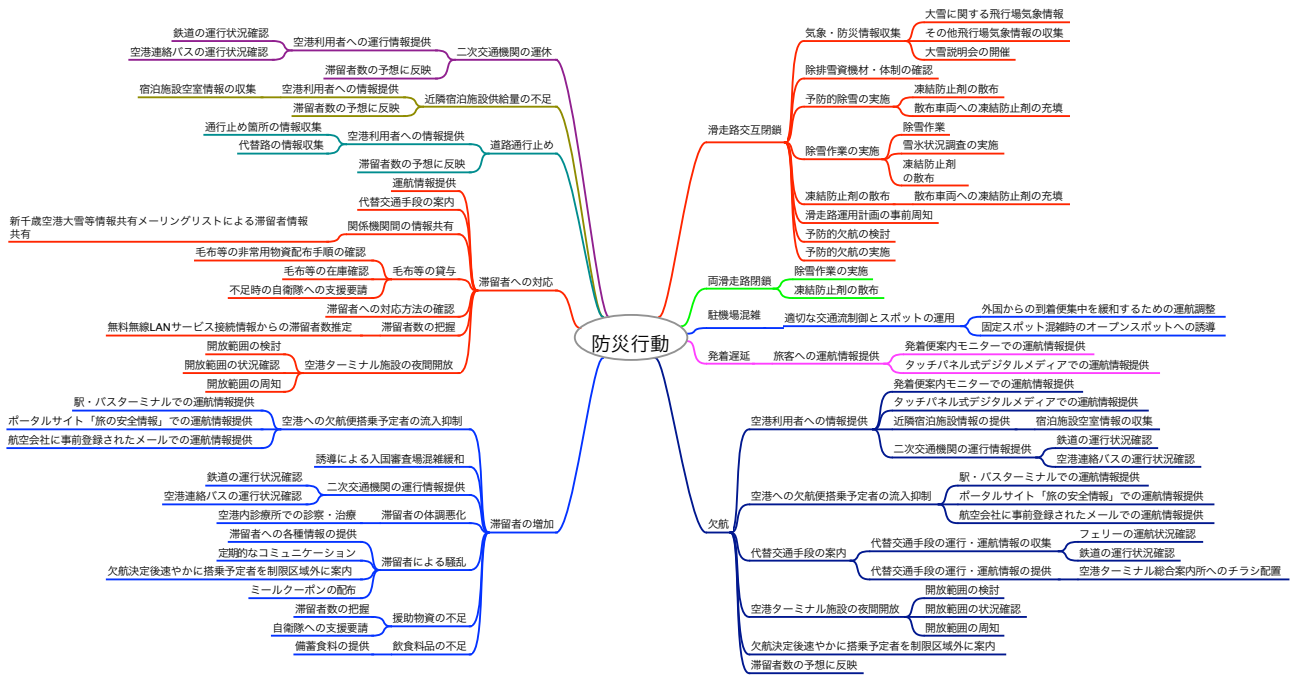 防災行動
滑走路交互閉鎖
気象・防災情報収集
大雪に関する飛行場気象情報
その他飛行場気象情報の収集
大雪説明会の開催
除排雪資機材・体制の確認
予防的除雪の実施
凍結防止剤の散布
散布車両への凍結防止剤の充填
除雪作業の実施
除雪作業
雪氷状況調査の実施
凍結防止剤
の散布
凍結防止剤の散布
散布車両への凍結防止剤の充填
滑走路運用計画の事前周知
予防的欠航の検討
予防的欠航の実施
両滑走路閉鎖
除雪作業の実施
凍結防止剤の散布
駐機場混雑
適切な交通流制御とスポットの運用
外国からの到着便集中を緩和するための運航調整
固定スポット混雑時のオープンスポットへの誘導
発着遅延
旅客への運航情報提供
発着便案内モニターでの運航情報提供
タッチパネル式デジタルメディアでの運航情報提供
欠航
空港利用者への情報提供
発着便案内モニターでの運航情報提供
タッチパネル式デジタルメディアでの運航情報提供
近隣宿泊施設情報の提供
宿泊施設空室情報の収集
二次交通機関の運行情報提供
鉄道の運行状況確認
空港連絡バスの運行状況確認
空港への欠航便搭乗予定者の流入抑制
駅・バスターミナルでの運航情報提供
ポータルサイト「旅の安全情報」での運航情報提供
航空会社に事前登録されたメールでの運航情報提供
代替交通手段の案内
代替交通手段の運行・運航情報の収集
フェリーの運航状況確認
鉄道の運行状況確認
代替交通手段の運行・運航情報の提供
空港ターミナル総合案内所へのチラシ配置
空港ターミナル施設の夜間開放
開放範囲の検討
開放範囲の状況確認
開放範囲の周知
欠航決定後速やかに搭乗予定者を制限区域外に案内
滞留者数の予想に反映
二次交通機関の運休
空港利用者への運行情報提供
鉄道の運行状況確認
空港連絡バスの運行状況確認
滞留者数の予想に反映
近隣宿泊施設供給量の不足
空港利用者への情報提供
宿泊施設空室情報の収集
滞留者数の予想に反映
道路通行止め
空港利用者への情報提供
通行止め箇所の情報収集
代替路の情報収集
滞留者数の予想に反映
滞留者への対応
運航情報提供
代替交通手段の案内
関係機関間の情報共有
新千歳空港大雪等情報共有メーリングリストによる滞留者情報
共有
毛布等の貸与
毛布等の非常用物資配布手順の確認
毛布等の在庫確認
不足時の自衛隊への支援要請
滞留者への対応方法の確認
滞留者数の把握
無料無線LANサービス接続情報からの滞留者数推定
空港ターミナル施設の夜間開放
開放範囲の検討
開放範囲の状況確認
開放範囲の周知
滞留者の増加
空港への欠航便搭乗予定者の流入抑制
駅・バスターミナルでの運航情報提供
ポータルサイト「旅の安全情報」での運航情報提供
航空会社に事前登録されたメールでの運航情報提供
誘導による入国審査場混雑緩和
二次交通機関の運行情報提供
鉄道の運行状況確認
空港連絡バスの運行状況確認
滞留者の体調悪化
空港内診療所での診察・治療
滞留者による騒乱
滞留者への各種情報の提供
定期的なコミュニケーション
欠航決定後速やかに搭乗予定者を制限区域外に案内
ミールクーポンの配布
援助物資の不足
滞留者数の把握
自衛隊への支援要請
飲食料品の不足
備蓄食料の提供